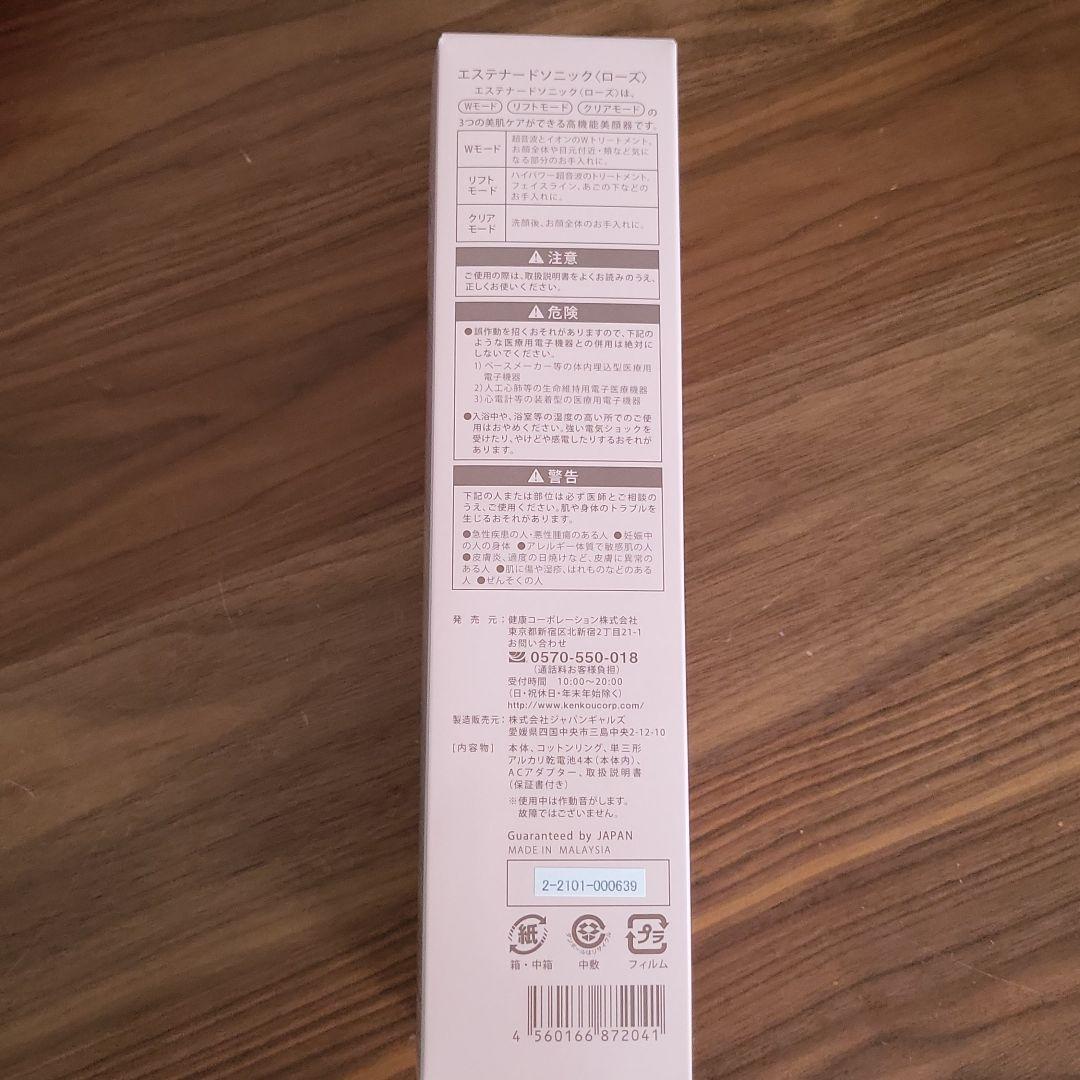 エステナードソニック〈ローズ〉
エステナードソニック〈ローズ〉は、
Wモード リフトモード クリアモード の
3つの美肌ケアができる高機能美顔器です。
Wモード
超音波とイオンのWトリートメント。
お顔全体や目元付近・頬など気に
なる部分のお手入れに。
リフト
モード
ハイパワー超音波のトリートメント。
フェイスライン、あごの下などの
お手入れに。
クリア
モード
洗顔後、お顔全体のお手入れに。
注意
ご使用の際は、取扱説明書をよくお読みのうえ、
正しくお使いください。
危険
●誤作動を招くおそれがありますので、下記の
ような医療用電子機器との併用は絶対に
しないでください。
1)ペースメーカー等の体内埋込型医療用
電子機器
2)人工心肺等の生命維持用電子医療機器
3)心電計等の装着型の医療用電子機器
●入浴中や、浴室等の湿度の高い所でのご使
用はおやめください。強い電気ショックを
受けたり、やけどや感電したりするおそれが
あります。
警告
下記の人または部位は必ず医師とご相談の
うえ、ご使用ください。肌や身体のトラブルを
生じるおそれがあります。
●急性疾患の人・悪性腫瘍のある人 ●妊娠中
の人の身体 ●アレルギー体質で敏感肌の人
●皮膚炎、過度の日焼けなど、皮膚に異常の
ある人 ●肌に傷や湿疹、はれものなどのある
人 ●ぜんそくの人
発売元：健康コーポレーション株式会社
東京都新宿区北新宿2丁目21-1
お問い合わせ
0570-550-018
（通話料お客様負担）
受付時間 10:00～20:00
（日・祝休日・年末年始除く）
http://www.kenkoucorp.com/
製造販売元：株式会社ジャパンギャルズ
愛媛県四国中央市三島中央2-12-10
[内容物] 本体、コットンリング、単三形
アルカリ乾電池4本（本体内）、
ACアダプター、取扱説明書
（保証書付き）
※使用中は作動音がします。
故障ではございません。
Guaranteed by JAPAN
MADE IN MALAYSIA
2-2101-000639
紙
ダンボールはリサイクル
プラ
箱・中箱
中敷
フィルム
4 560166 872041